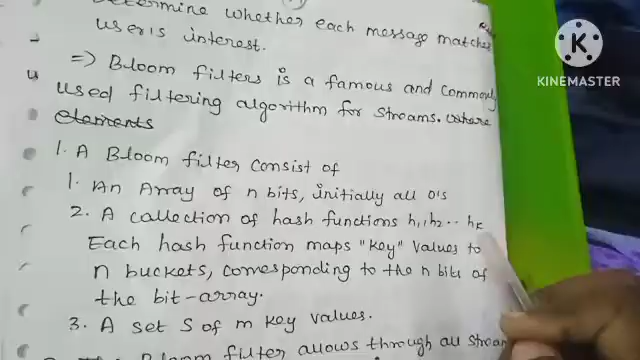 Determine whether each message matches
user's interest.
=> Bloom filters is a famous and commonly
used filtering algorithm for streams. where
elements
1. A Bloom filter consist of
1. An Array of n bits, initially all 0's
2. A collection of hash functions h1, h2 .. hk
Each hash function maps "Key" values to
n buckets, corresponding to the n bits of
the bit-array.
3. A set S of m key values.
Bloom filter allows through all stream
KINEMASTER